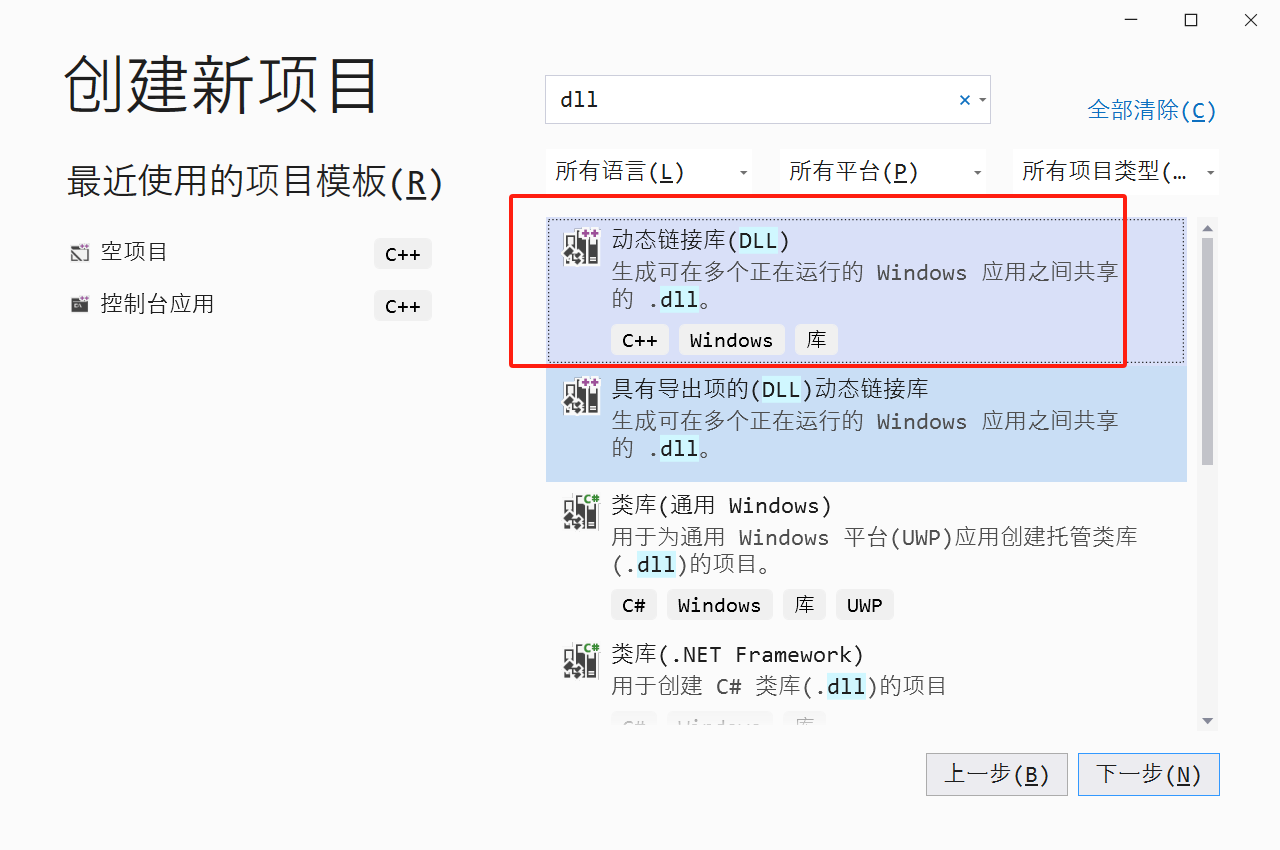 创建新项目
最近使用的项目模板(R)
空项目
C++
控制台应用
C++
dll
全部清除(C)
所有语言(L)
所有平台(P)
所有项目类型(…
动态链接库(DLL)
生成可在多个正在运行的 Windows 应用之间共享
的 .dll。
C++ Windows 库
具有导出项的(DLL)动态链接库
生成可在多个正在运行的 Windows 应用之间共享
的 .dll。
类库(通用 Windows)
用于为通用 Windows 平台(UWP)应用创建托管类库
(.dll)的项目。
C# Windows 库 UWP
类库(.NET Framework)
用于创建 C# 类库(.dll)的项目
C# Windows 库
上一步(B)
下一步(N)